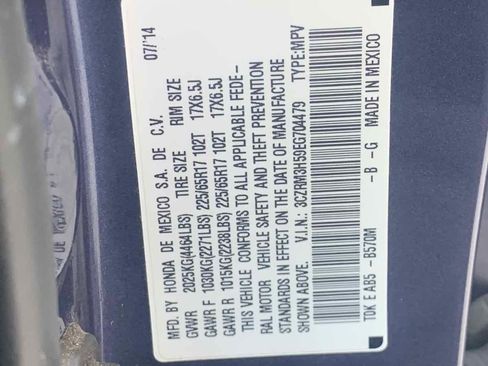 MFD. BY HONDA DE MEXICO S.A. DE C.V. 07/'14
GVWR 2025KG(4464LBS) TIRE SIZE RIM SIZE
GAWR F 1030KG(2271LBS) 225/65R17 102T 17X6.5J
GAWR R 1015KG(2238LBS) 225/65R17 102T 17X6.5J
THIS VEHICLE CONFORMS TO ALL APPLICABLE FEDE-
RAL MOTOR VEHICLE SAFETY AND THEFT PREVENTION
STANDARDS IN EFFECT ON THE DATE OF MANUFACTURE
SHOWN ABOVE. V.I.N.: 3CZRM3H59EG704479 TYPE:MPV
TDK E AB5 -B570M -B -G MADE IN MEXICO